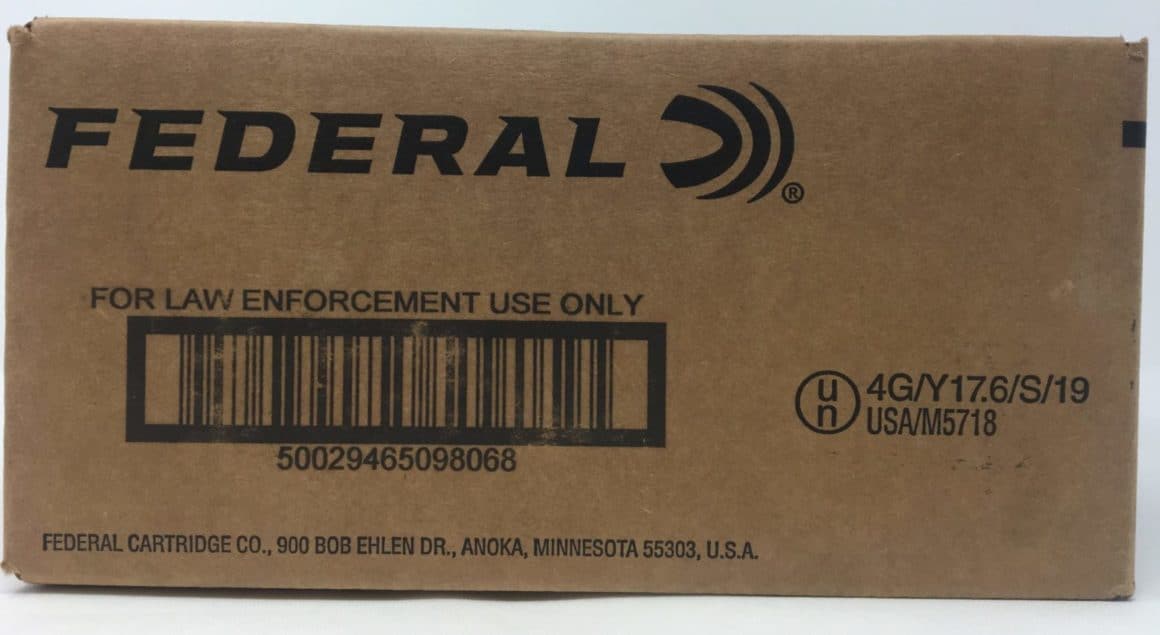 FEDERAL ®
FOR LAW ENFORCEMENT USE ONLY
50029465098068
un 4G/Y17.6/S/19
USA/M5718
FEDERAL CARTRIDGE CO., 900 BOB EHLEN DR., ANOKA, MINNESOTA 55303, U.S.A.